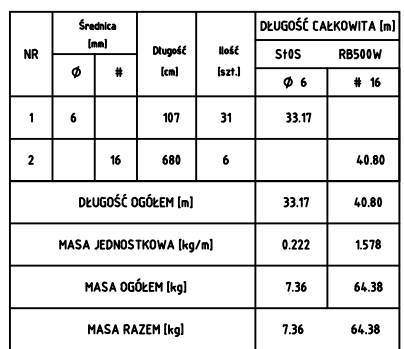 NR Średnica [mm] Długość [cm] Ilość [szt.] DŁUGOŚĆ CAŁKOWITA [m]
ϕ # St0S RB500W
ϕ 6 # 16
1 6 107 31 33.17
2 16 680 6 40.80
DŁUGOŚĆ OGÓŁEM [m] 33.17 40.80
MASA JEDNOSTKOWA [kg/m] 0.222 1.578
MASA OGÓŁEM [kg] 7.36 64.38
MASA RAZEM [kg] 7.36 64.38